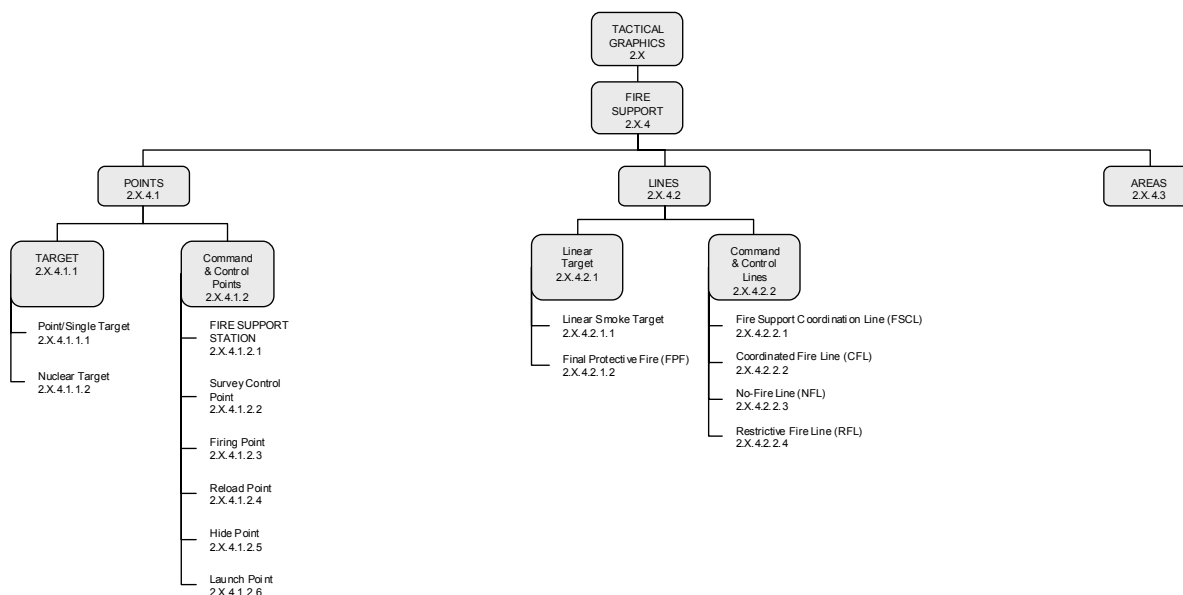 TACTICAL
GRAPHICS
2.X
FIRE
SUPPORT
2.X.4
POINTS
2.X.4.1
LINES
2.X.4.2
AREAS
2.X.4.3
TARGET
2.X.4.1.1
Command
& Control
Points
2.X.4.1.2
Linear
Target
2.X.4.2.1
Command
& Control
Lines
2.X.4.2.2
Point/Single Target
2.X.4.1.1.1
Nuclear Target
2.X.4.1.1.2
FIRE SUPPORT
STATION
2.X.4.1.2.1
Survey Control
Point
2.X.4.1.2.2
Firing Point
2.X.4.1.2.3
Reload Point
2.X.4.1.2.4
Hide Point
2.X.4.1.2.5
Launch Point
2.X.4.1.2.6
Linear Smoke Target
2.X.4.2.1.1
Final Protective Fire (FPF)
2.X.4.2.1.2
Fire Support Coordination Line (FSCL)
2.X.4.2.2.1
Coordinated Fire Line (CFL)
2.X.4.2.2.2
No-Fire Line (NFL)
2.X.4.2.2.3
Restrictive Fire Line (RFL)
2.X.4.2.2.4